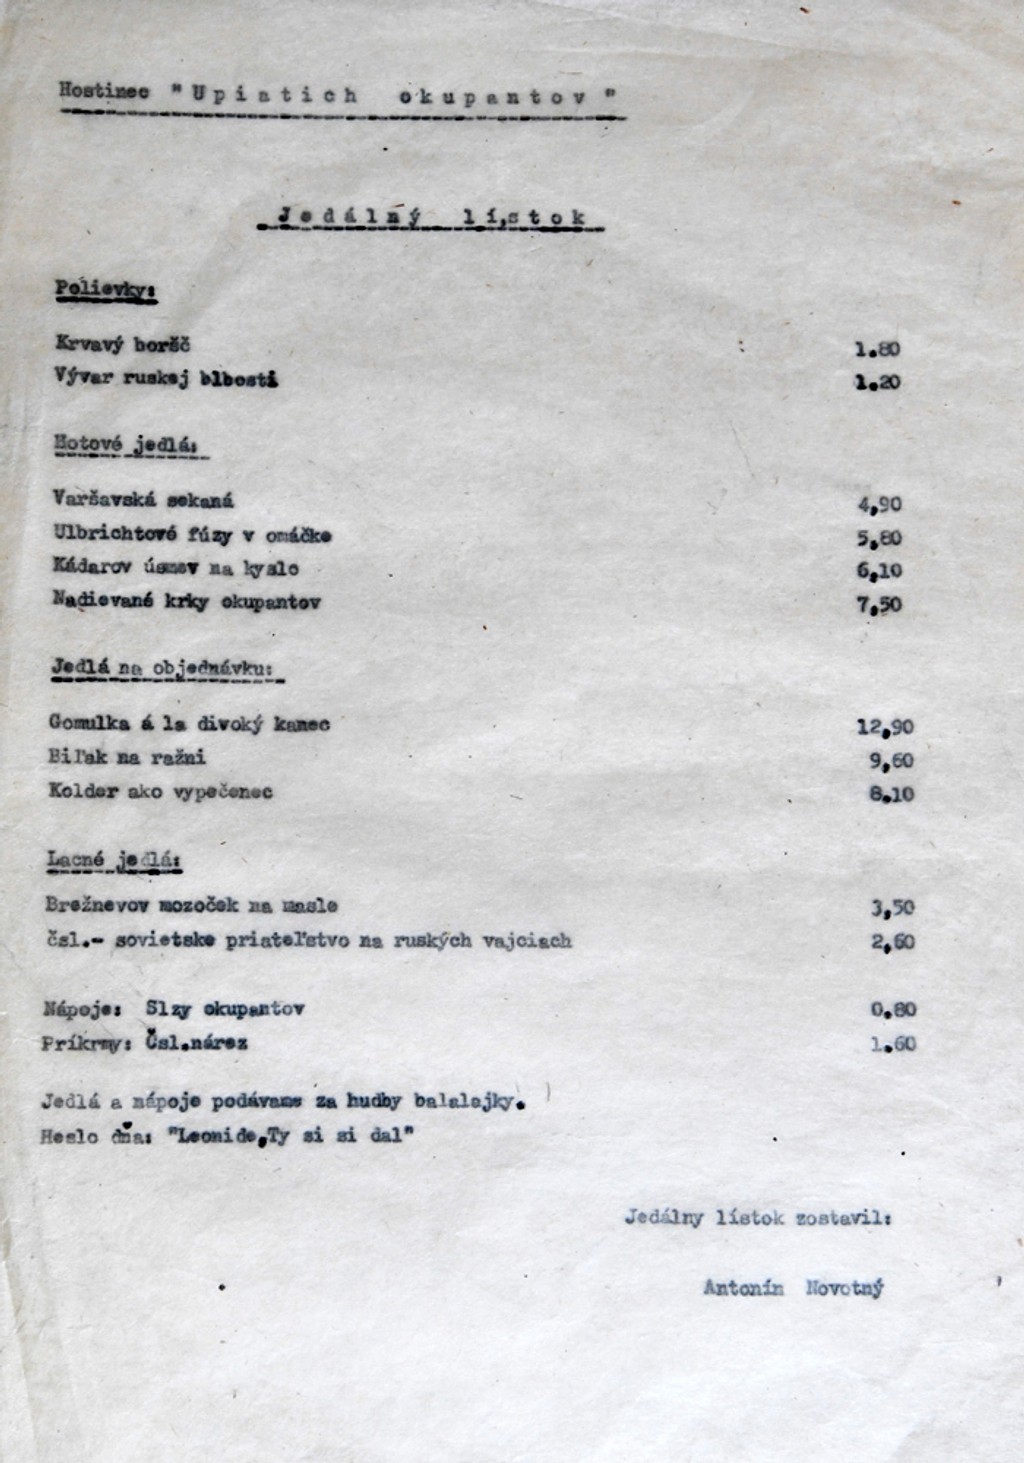 Hostinec "Upiatich okupantov"
Jedálný lístok
Polievky:
Krvavý boršč 1.80
Vývar ruskej blbosti 1.20
Hotové jedlá:
Varšavská sekaná 4,90
Ulbrichtové fúzy v omáčke 5,80
Kádarov úsmev na kyslo 6,10
Nadievané krky okupantov 7,50
Jedlá na objednávku:
Gomulka á la divoký kanec 12,90
Biľak na ražni 9,60
Kolder ako vypečenec 8.10
Lacné jedlá:
Brežnevov mozoček na masle 3,50
čsl.- sovietske priateľstvo na ruských vajciach 2,60
Nápoje: Slzy okupantov 0.80
Príkrmy: Čsl.nárez 1.60
Jedlá a nápoje podávame za hudby balalejky.
Heslo dňa: "Leonide,Ty si si dal"
Jedálny lístok zostavil:
Antonín Novotný